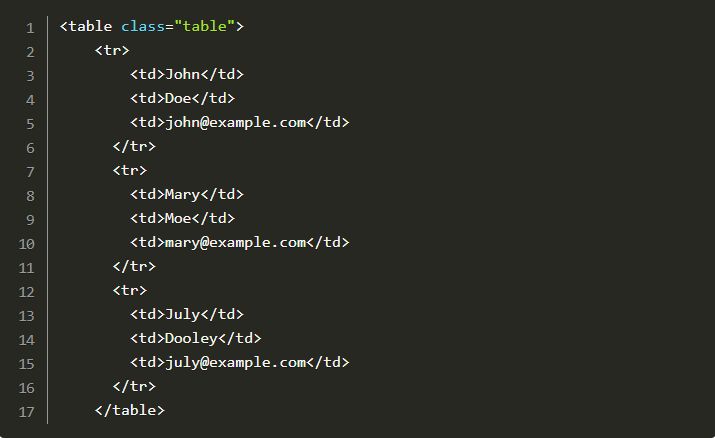 1 <table class="table">
2     <tr>
3         <td>John</td>
4         <td>Doe</td>
5         <td>john@example.com</td>
6       </tr>
7       <tr>
8         <td>Mary</td>
9         <td>Moe</td>
10         <td>mary@example.com</td>
11       </tr>
12       <tr>
13         <td>July</td>
14         <td>Dooley</td>
15         <td>july@example.com</td>
16       </tr>
17     </table>